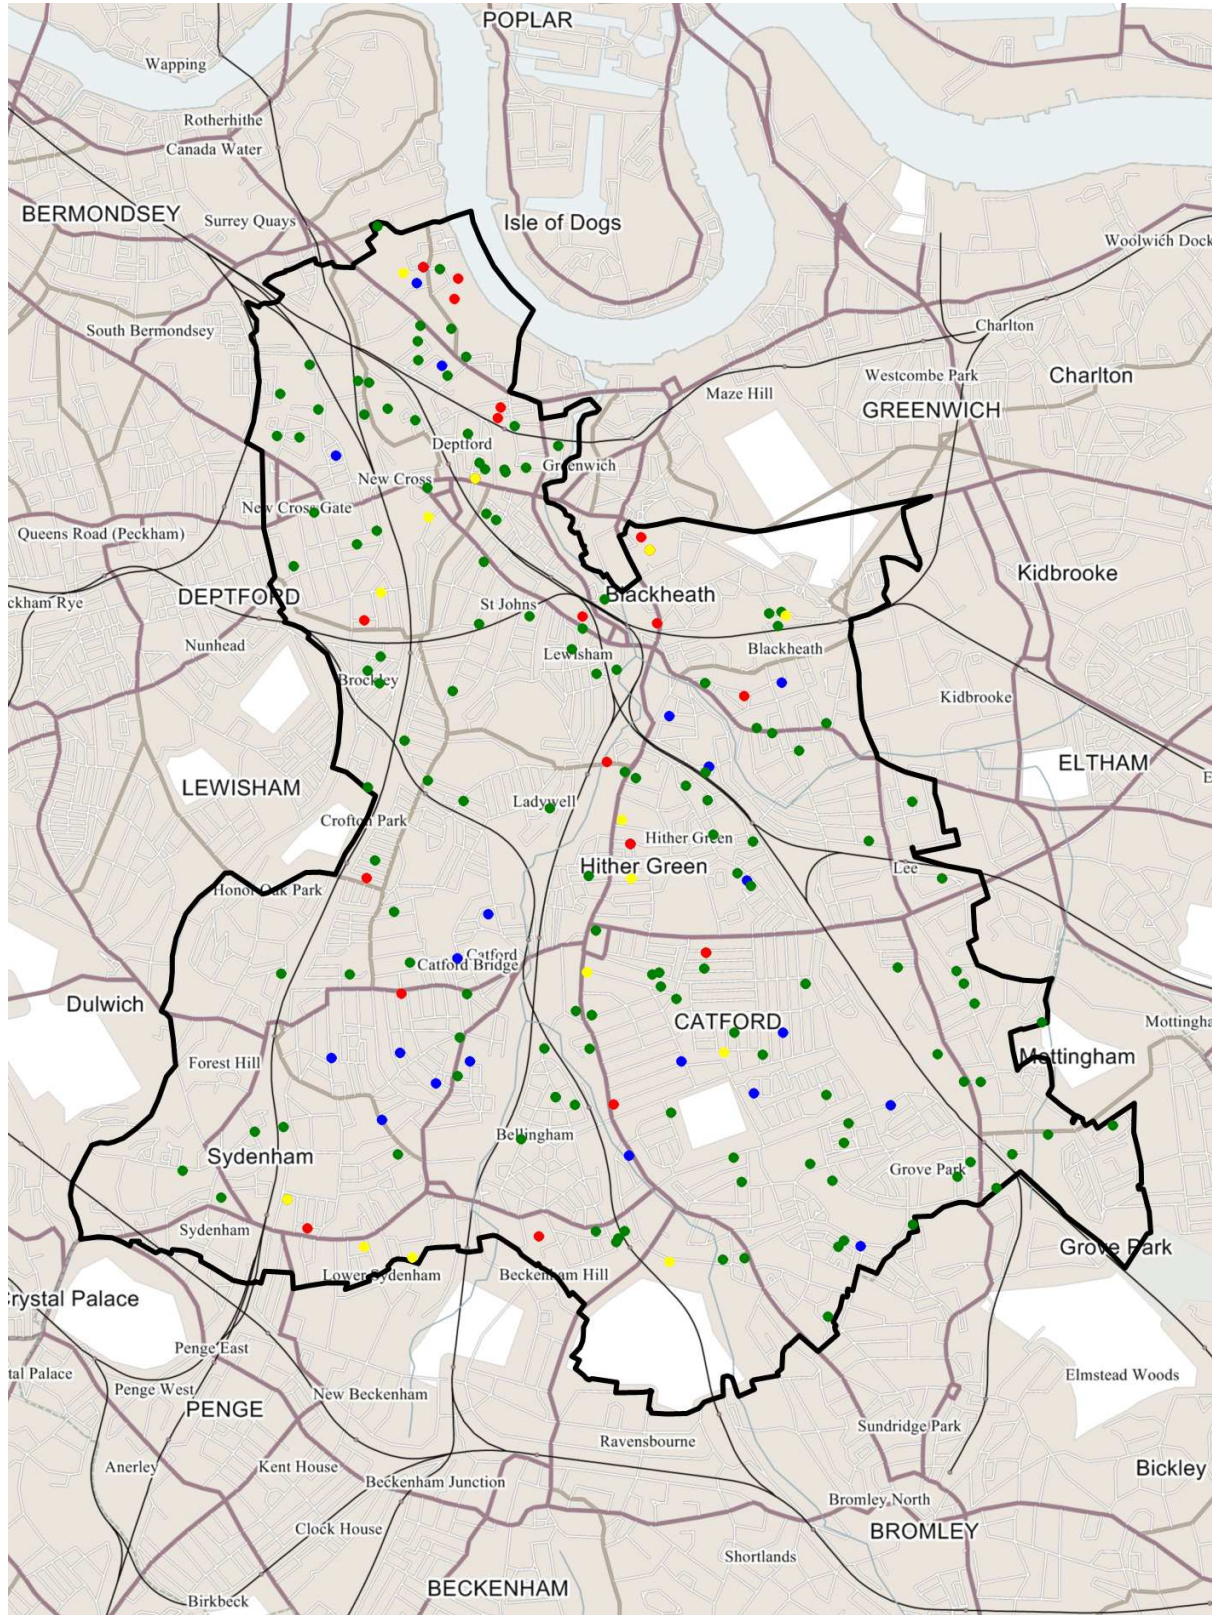 POPLAR
Wapping
Rotherhithe
Canada Water
BERMONDSEY
Surrey Quays
Isle of Dogs
Woolwich Dock
South Bermondsey
Charlton
Westcombe Park
Charlton
Maze Hill
GREENWICH
Deptford
Greenwich
New Cross
New Cross Gate
Queens Road (Peckham)
Kidbrooke
ckham Rye
DEPTFORD
St Johns
Blackheath
Nunhead
Lewisham
Blackheath
Brockley
Kidbrooke
LEWISHAM
ELTHAM
E
Ladywell
Crofton Park
Hither Green
Hither Green
Lee
Honor Oak Park
Catford
Catford Bridge
Dulwich
CATFORD
Mottingha
Forest Hill
Mottingham
Bellingham
Sydenham
Grove Park
Sydenham
Grove Park
Lower Sydenham
Beckenham Hill
Crystal Palace
Penge East
tal Palace
Penge West
New Beckenham
Elmstead Woods
PENGE
Sundridge Park
Ravensbourne
Anerley
Kent House
Bickley
Beckenham Junction
Bromley North
Clock House
BROMLEY
Shortlands
BECKENHAM
Birkbeck